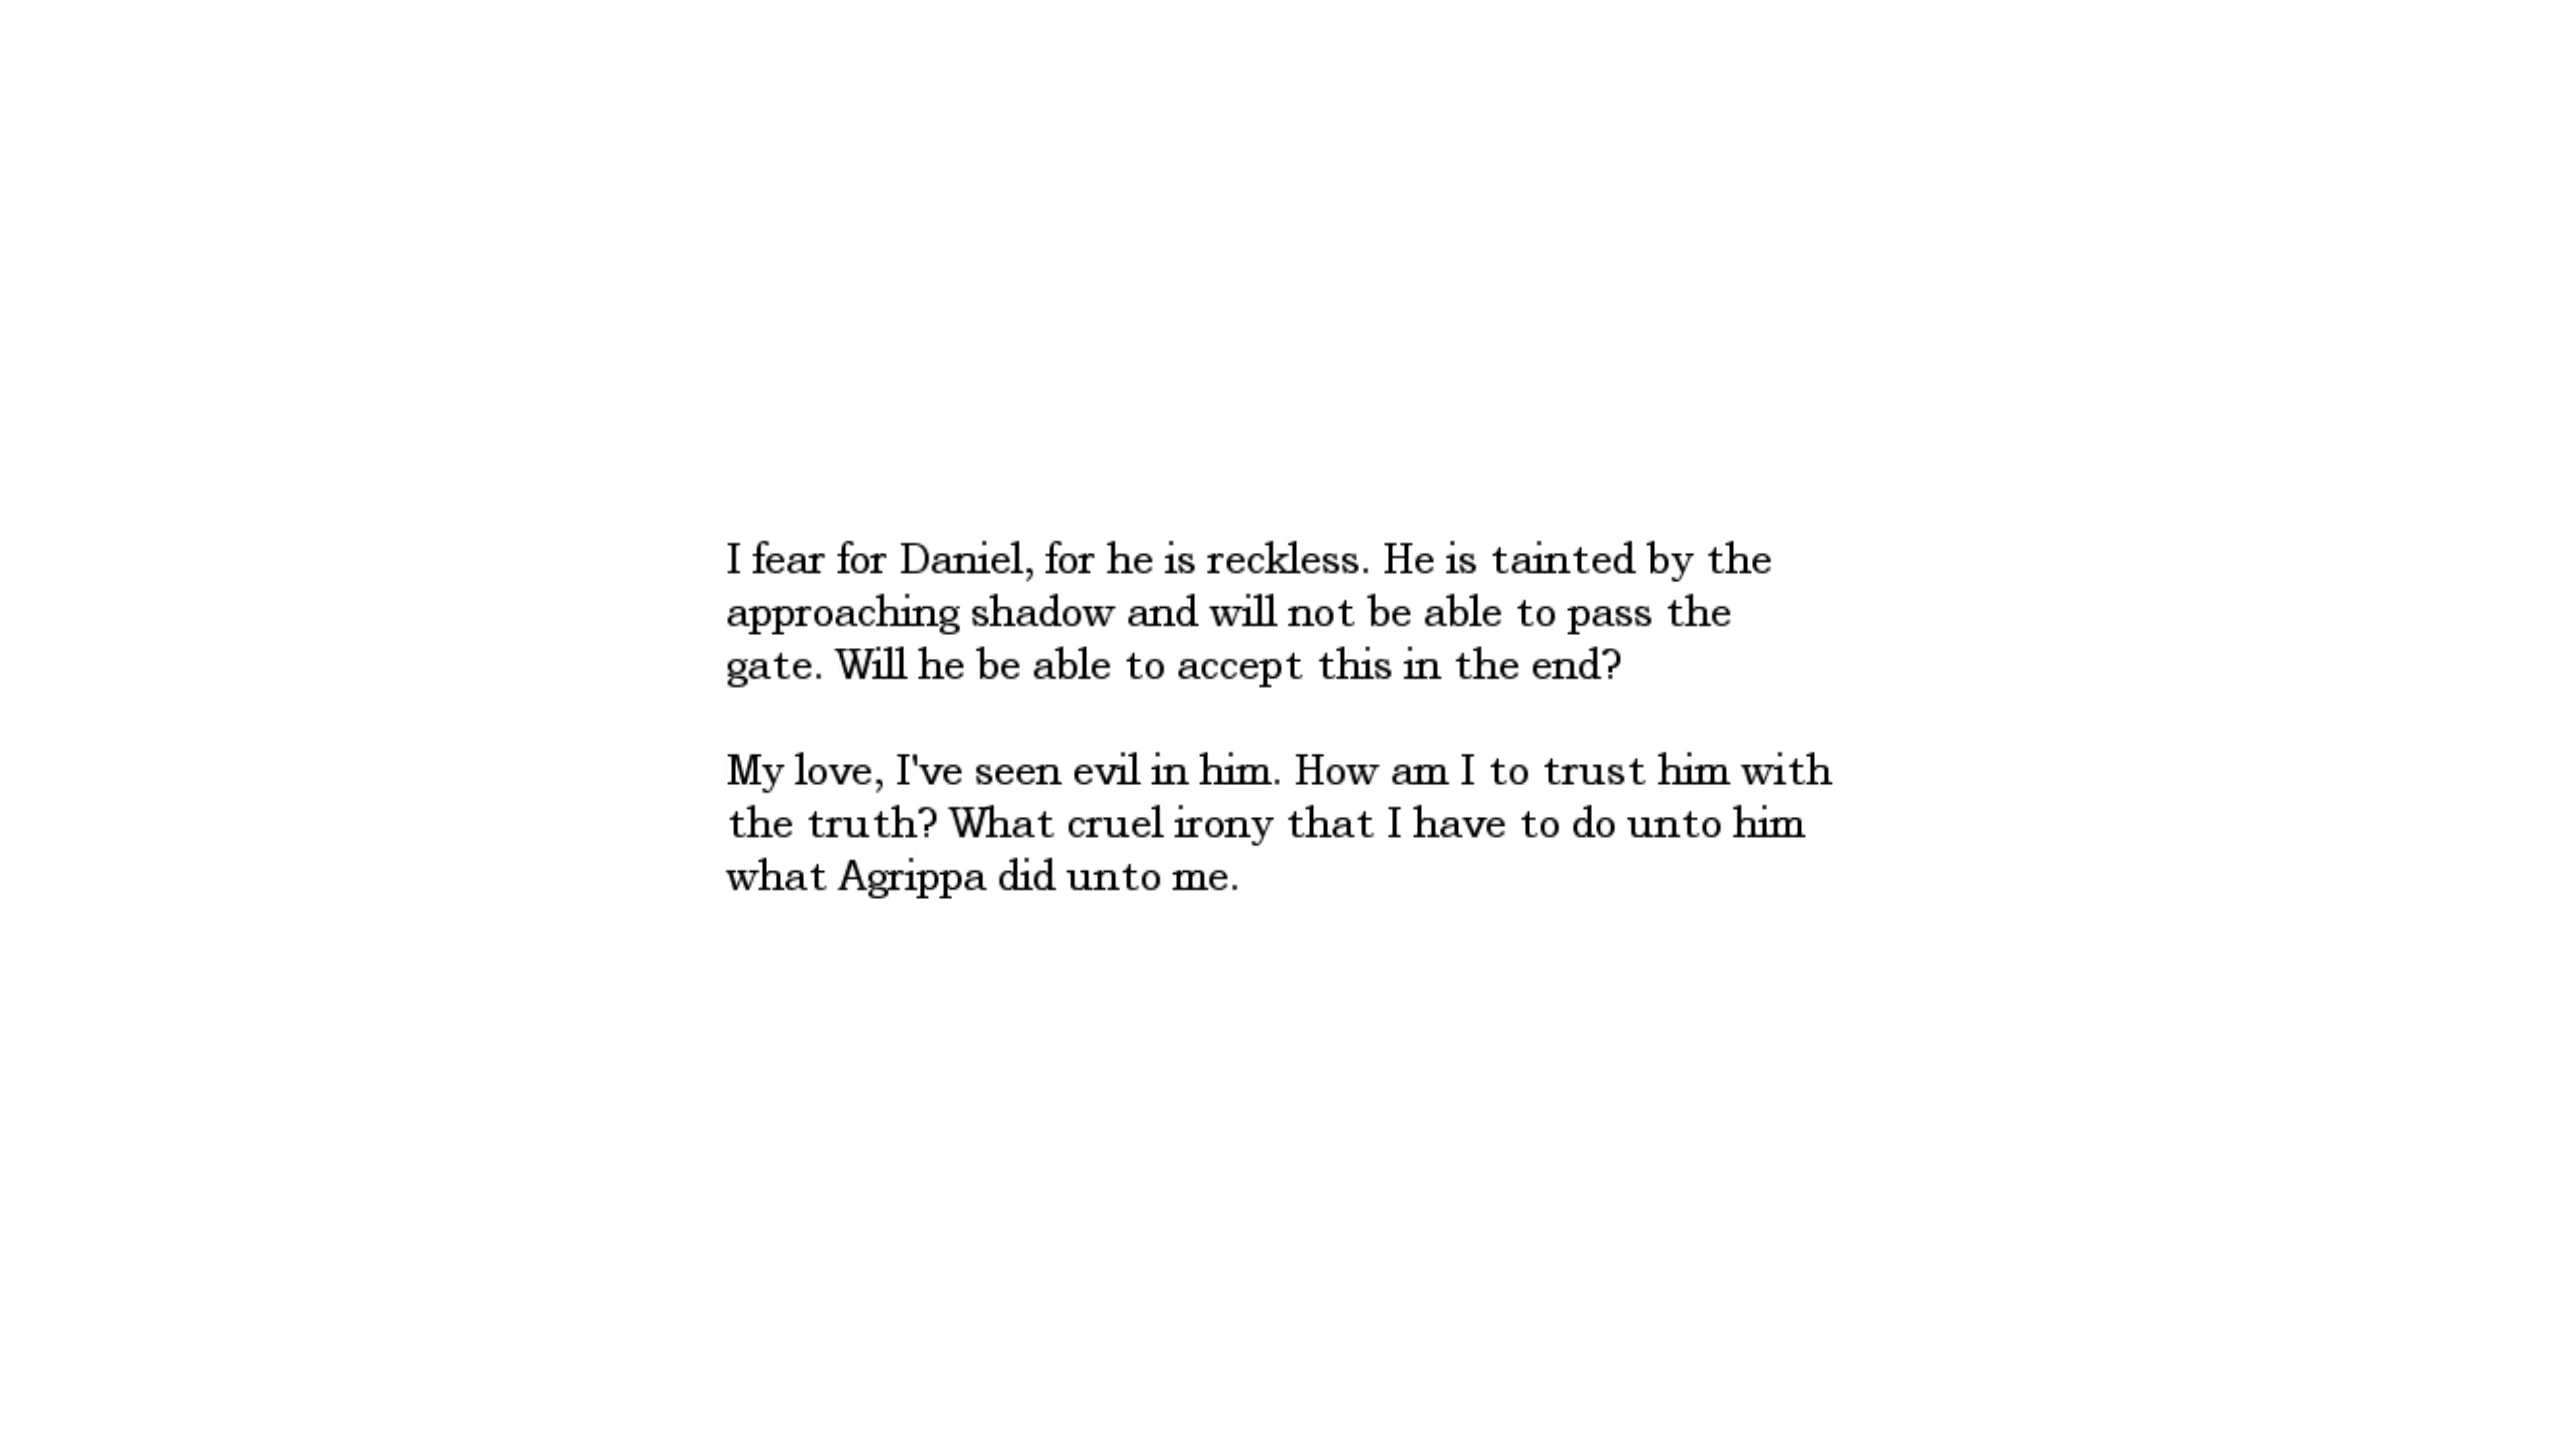 I fear for Daniel, for he is reckless. He is tainted by the
approaching shadow and will not be able to pass the
gate. Will he be able to accept this in the end?
My love, I've seen evil in him. How am I to trust him with
the truth? What cruel irony that I have to do unto him
what Agrippa did unto me.